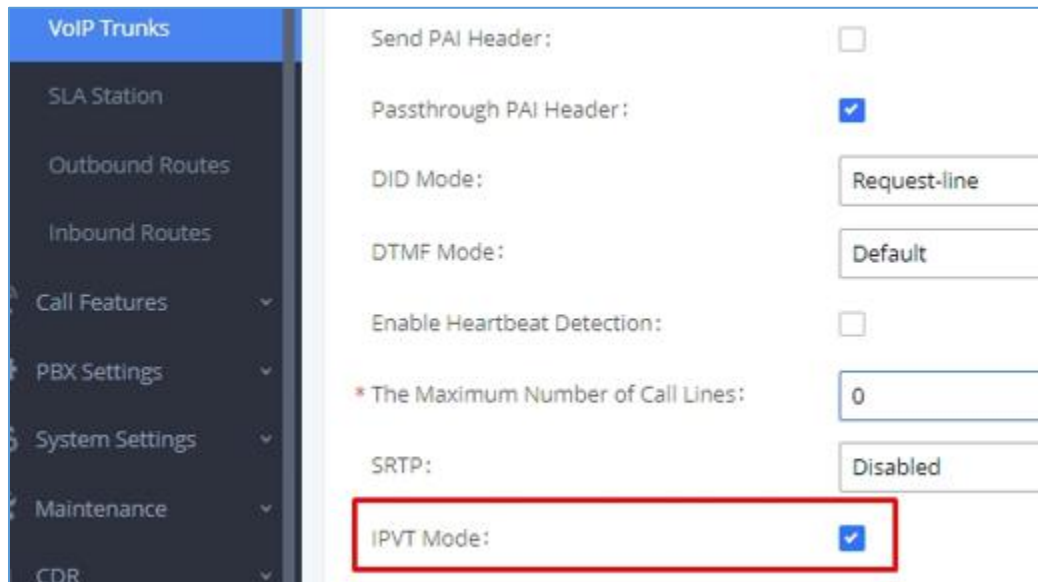 VoIP Trunks
SLA Station
Outbound Routes
Inbound Routes
Call Features
PBX Settings
System Settings
Maintenance
CDR
Send PAI Header:
Passthrough PAI Header:
DID Mode: Request-line
DTMF Mode: Default
Enable Heartbeat Detection:
* The Maximum Number of Call Lines: 0
SRTP: Disabled
IPVT Mode: